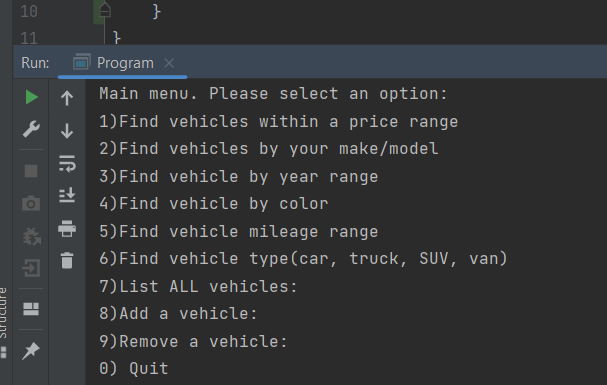 10 }
11 }
Run: Program
Main menu. Please select an option:
1)Find vehicles within a price range
2)Find vehicles by your make/model
3)Find vehicle by year range
4)Find vehicle by color
5)Find vehicle mileage range
6)Find vehicle type(car, truck, SUV, van)
7)List ALL vehicles:
8)Add a vehicle:
9)Remove a vehicle:
0) Quit
Structure